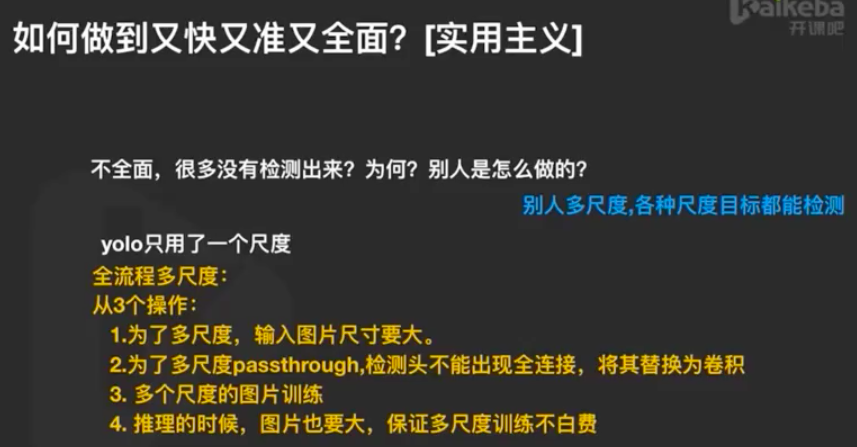 Kaikeba
开课吧
如何做到又快又准又全面？[实用主义]
不全面，很多没有检测出来？为何？别人是怎么做的？
别人多尺度,各种尺度目标都能检测
yolo只用了一个尺度
全流程多尺度：
从3个操作：
1.为了多尺度，输入图片尺寸要大。
2.为了多尺度passthrough,检测头不能出现全连接，将其替换为卷积
3. 多个尺度的图片训练
4. 推理的时候，图片也要大，保证多尺度训练不白费